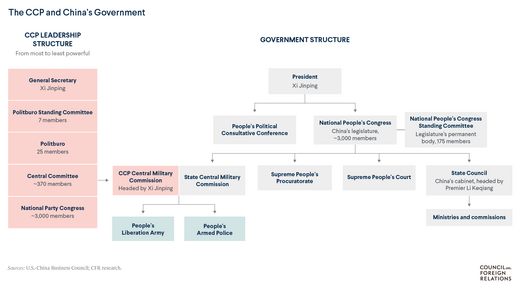 The CCP and China's Government
CCP LEADERSHIP
STRUCTURE
From most to least powerful
General Secretary
Xi Jinping
Politburo Standing Committee
7 members
Politburo
25 members
Central Committee
~370 members
National Party Congress
~3,000 members
GOVERNMENT STRUCTURE
President
Xi Jinping
People's Political
Consultative Conference
National People's Congress
China's legislature,
~3,000 members
National People's Congress
Standing Committee
Legislature's permanent
body, 175 members
CCP Central Military
Commission
Headed by Xi Jinping
State Central Military
Commission
Supreme People's
Procuratorate
Supreme People's Court
State Council
China's cabinet, headed by
Premier Li Keqiang
People's
Liberation Army
People's
Armed Police
Ministries and commissions
Sources: U.S.-China Business Council; CFR research.
COUNCIL on
FOREIGN
RELATIONS